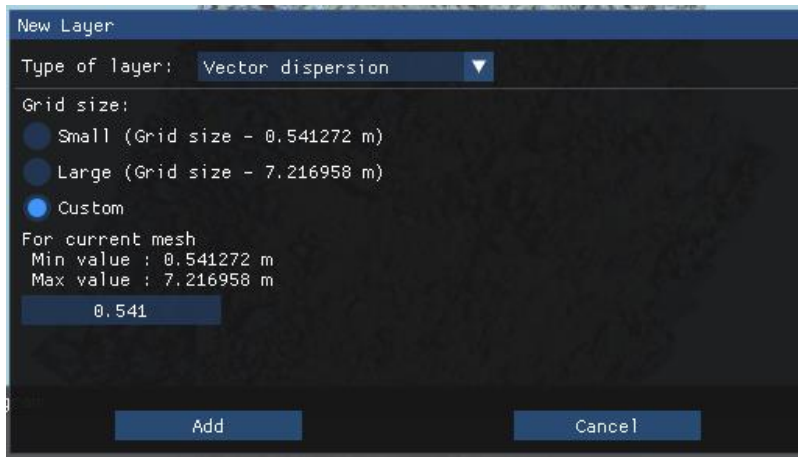 New Layer
Type of layer: Vector dispersion
Grid size:
Small (Grid size - 0.541272 m)
Large (Grid size - 7.216958 m)
Custom
For current mesh
Min value : 0.541272 m
Max value : 7.216958 m
0.541
Add Cancel